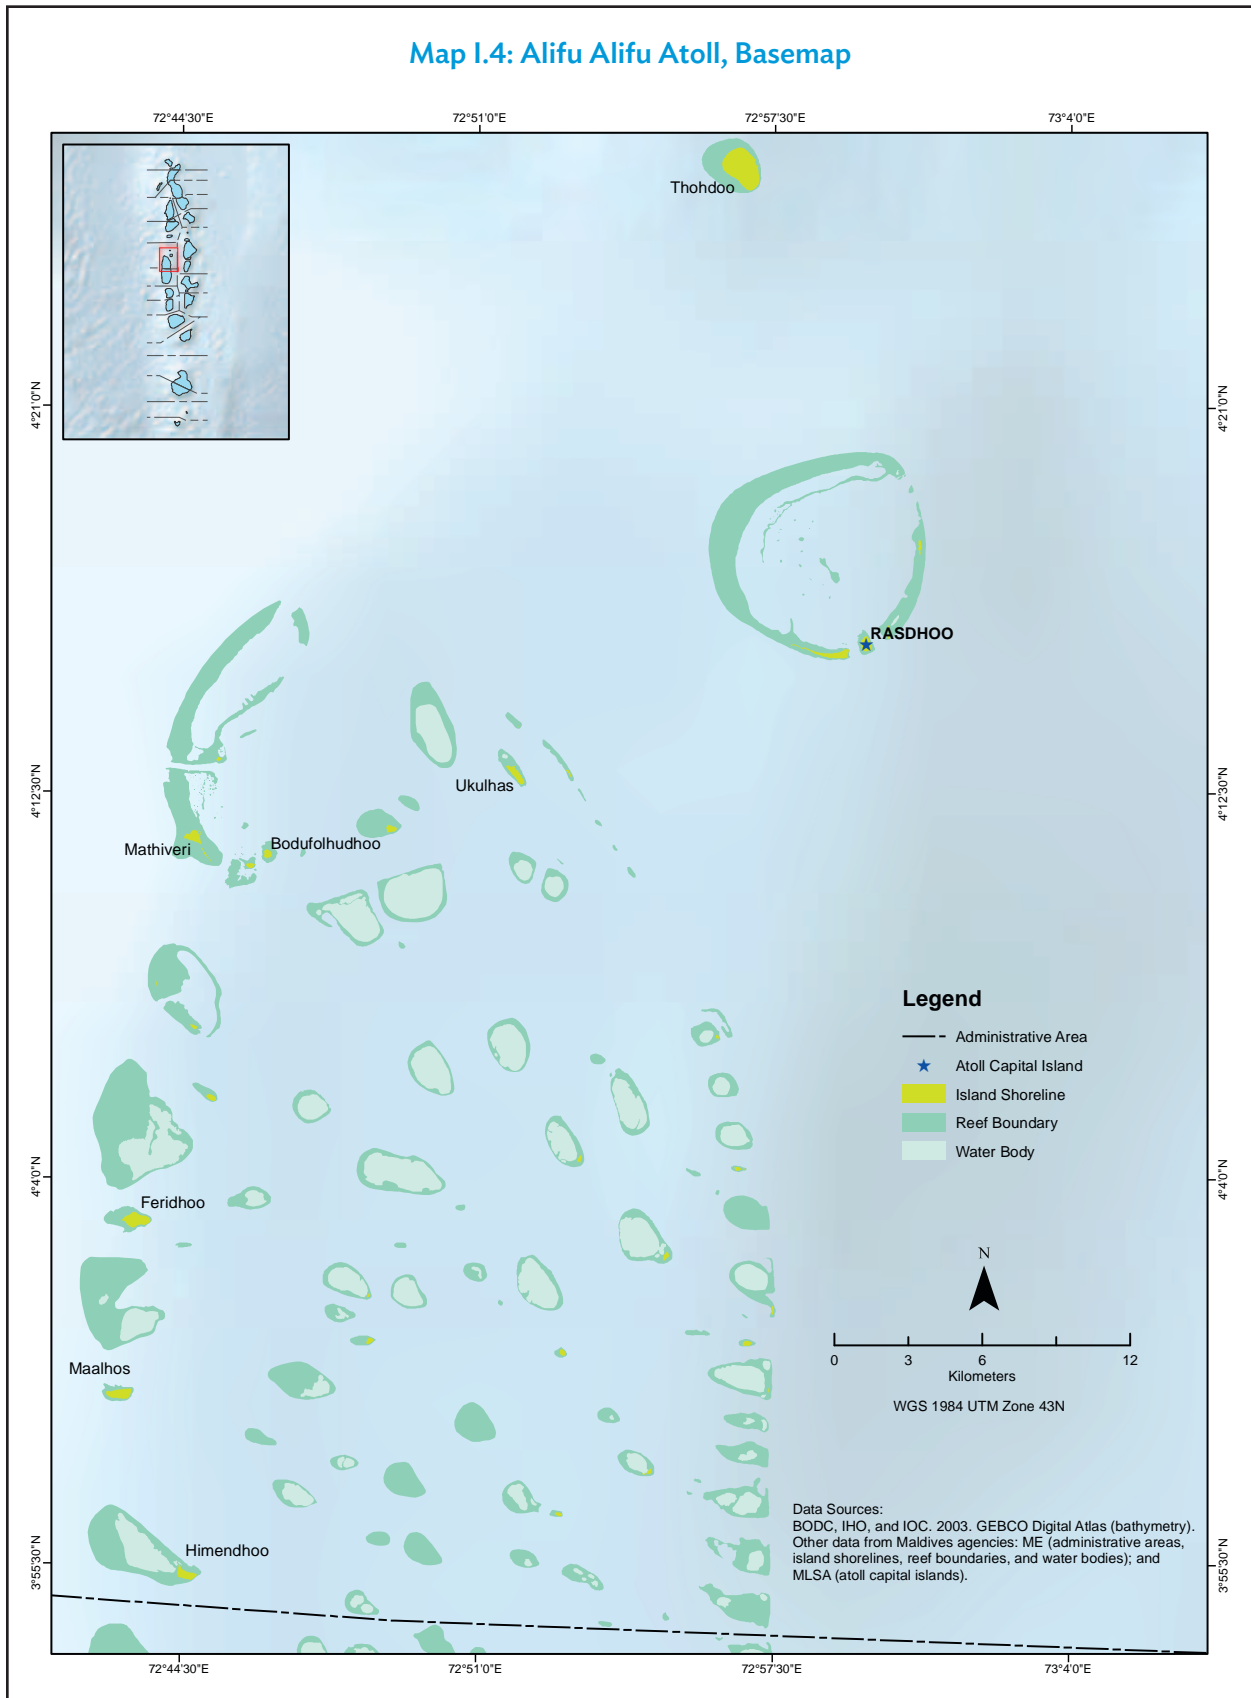 Map I.4: Alifu Alifu Atoll, Basemap
72°44'30"E
72°51'0"E
72°57'30"E
73°4'0"E
Thohdoo
4°21'0"N
4°21'0"N
RASDHOO
Ukulhas
4°12'30"N
4°12'30"N
Mathiveri
Bodufolhudhoo
Legend
Administrative Area
Atoll Capital Island
Island Shoreline
Reef Boundary
Water Body
4°4'0"N
4°4'0"N
Feridhoo
N
0 3 6 12
Kilometers
Maalhos
WGS 1984 UTM Zone 43N
Data Sources:
BODC, IHO, and IOC. 2003. GEBCO Digital Atlas (bathymetry).
Other data from Maldives agencies: ME (administrative areas,
island shorelines, reef boundaries, and water bodies); and
MLSA (atoll capital islands).
Himendhoo
3°55'30"N
3°55'30"N
72°44'30"E
72°51'0"E
72°57'30"E
73°4'0"E